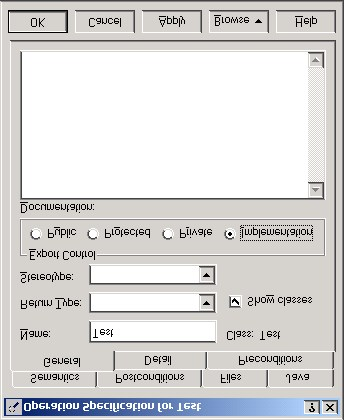 Operation Specification for Test
Semantics Postconditions Files Java
General Detail Preconditions
Name: Test Class: Test
Return Type: Show classes
Stereotype:
Export Control
Public Protected Private Implementation
Documentation:
OK Cancel Apply Browse Help